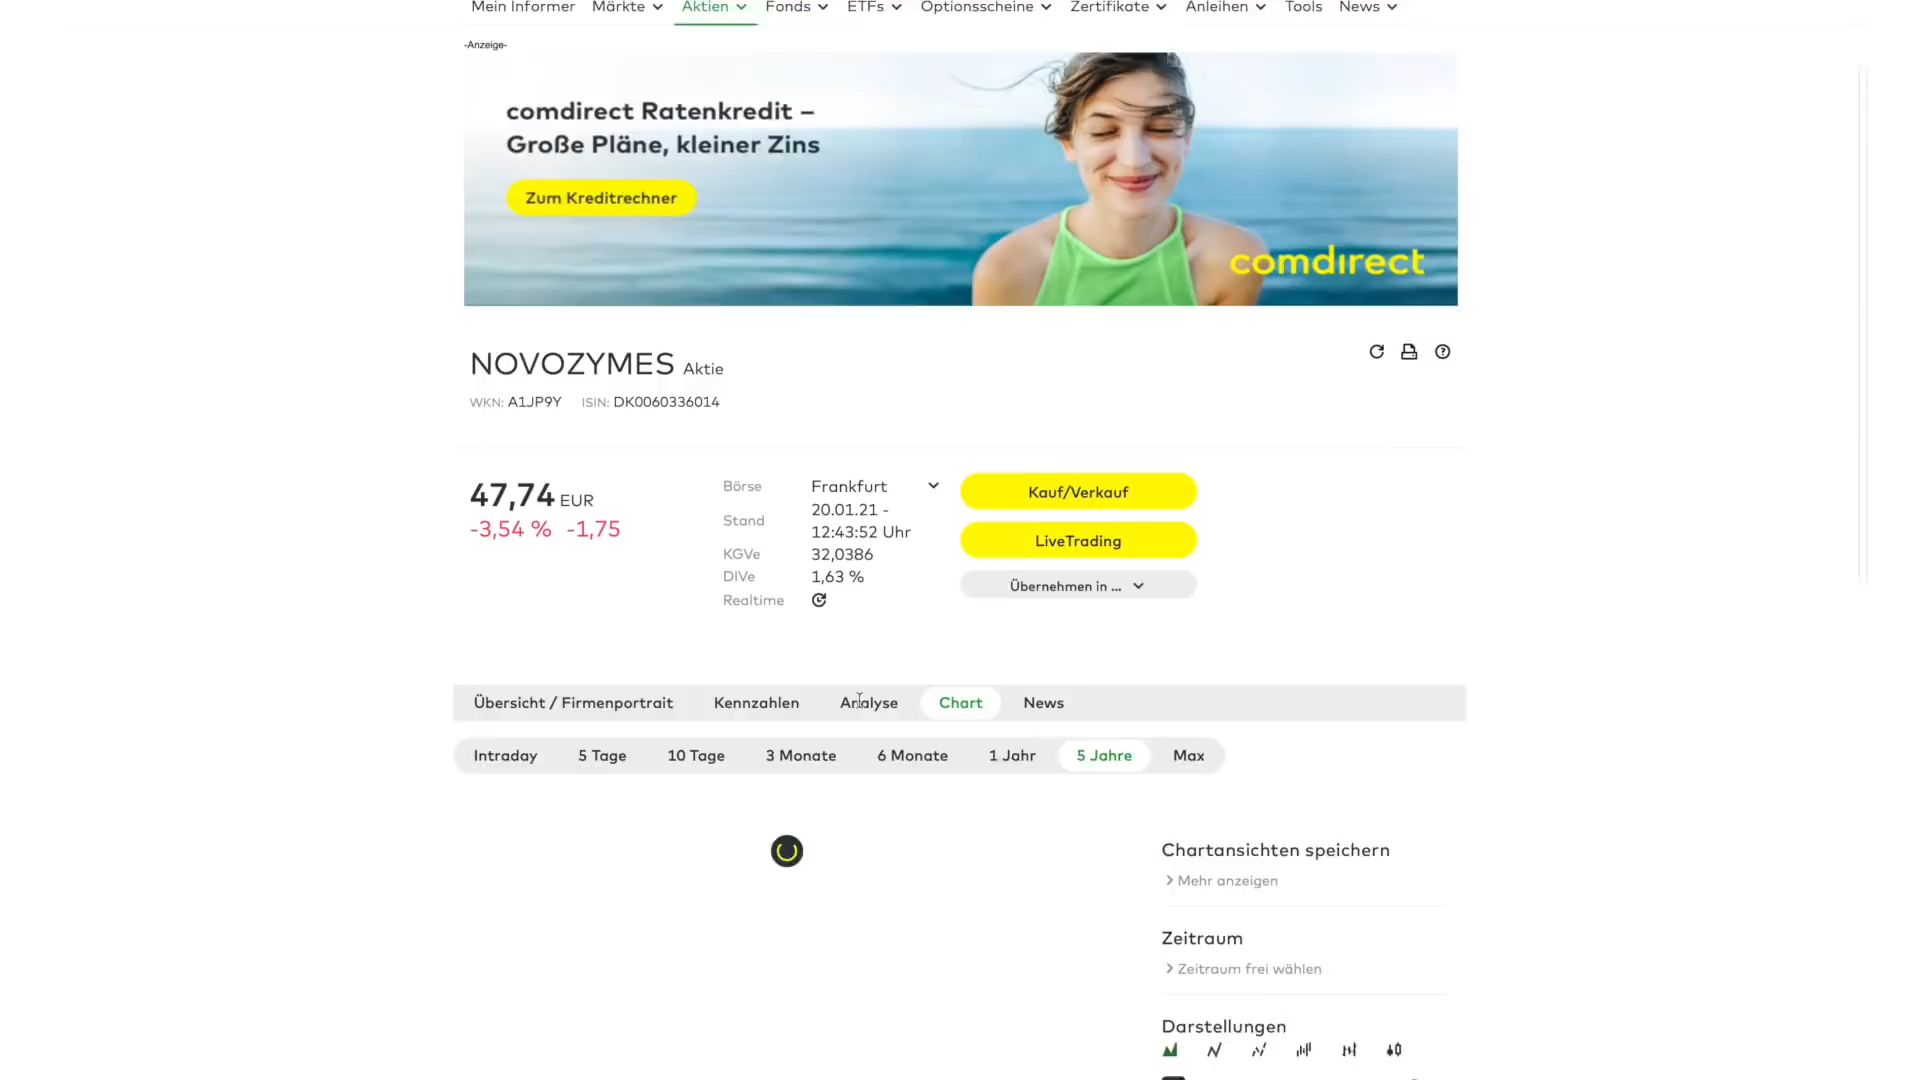 Mein Informer Märkte Aktien Fonds ETFs Optionsscheine Zertifikate Anleihen Tools News
-Anzeige-
comdirect Ratenkredit –
Große Pläne, kleiner Zins
Zum Kreditrechner
comdirect
NOVOZYMES Aktie
WKN: A1JP9Y ISIN: DK0060336014
47,74 EUR
-3,54 % -1,75
Börse Frankfurt
Stand 20.01.21 -
12:43:52 Uhr
KGVe 32,0386
DIVe 1,63 %
Realtime
Kauf/Verkauf
LiveTrading
Übernehmen in ...
Übersicht / Firmenportrait Kennzahlen Analyse Chart News
Intraday 5 Tage 10 Tage 3 Monate 6 Monate 1 Jahr 5 Jahre Max
Chartansichten speichern
Mehr anzeigen
Zeitraum
Zeitraum frei wählen
Darstellungen